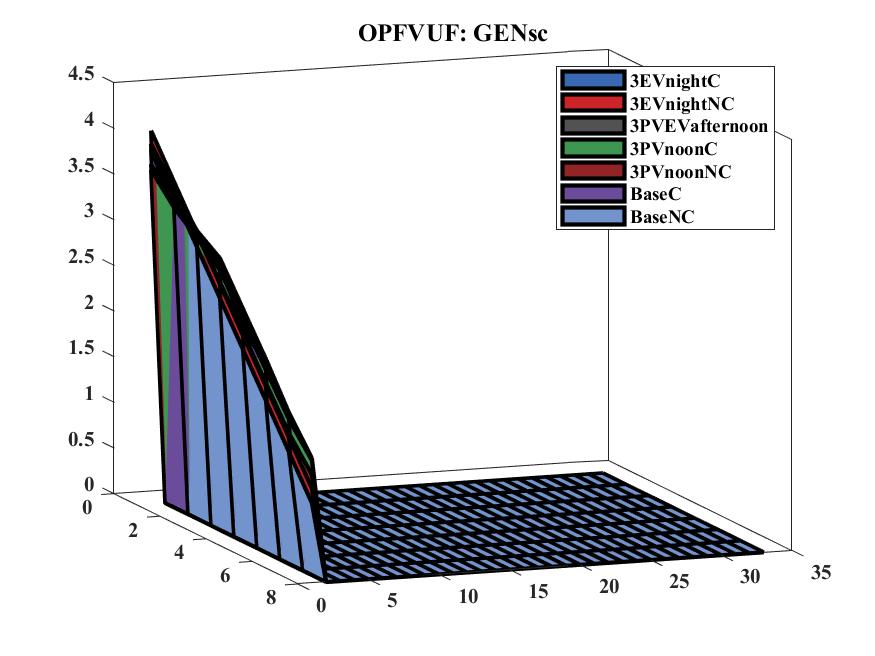 OPFVUF: GENsc
3EVnightC
3EVnightNC
3PVEVafternoon
3PVnoonC
3PVnoonNC
BaseC
BaseNC
4.5
4
3.5
3
2.5
2
1.5
1
0.5
0
0
2
4
6
8
0
5
10
15
20
25
30
35